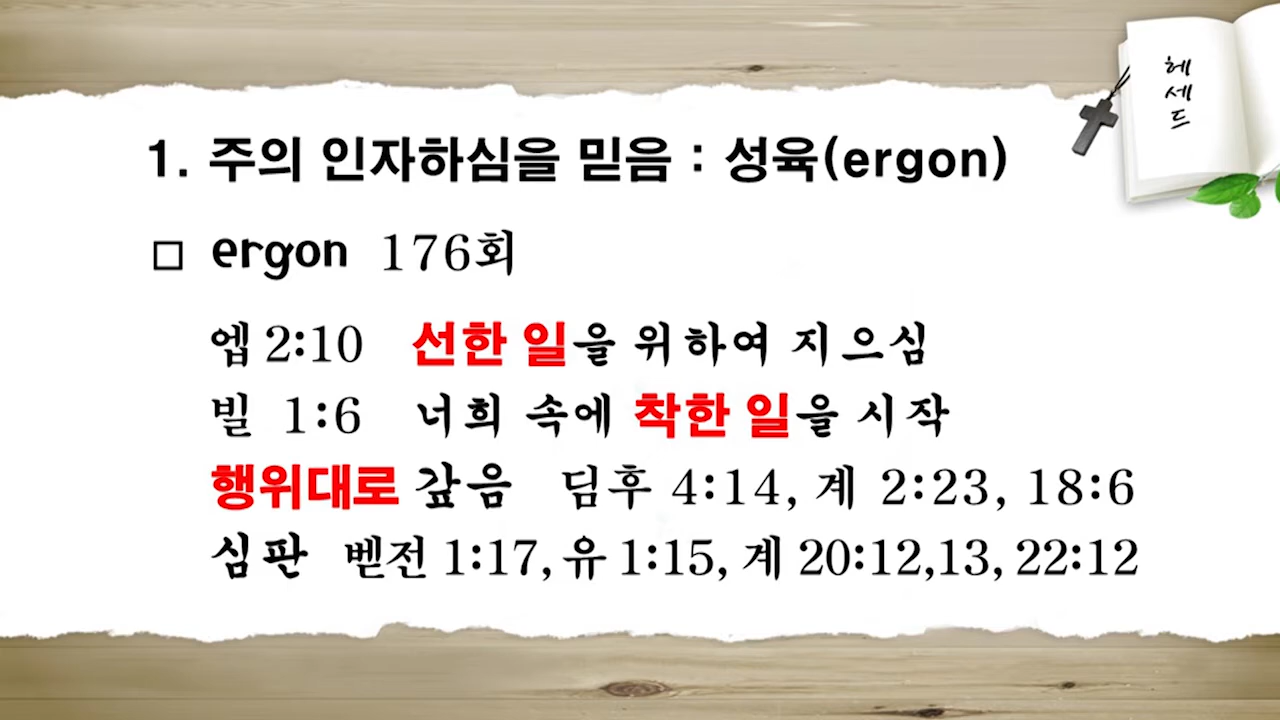 헤세드
1. 주의 인자하심을 믿음 : 성육(ergon)
□ ergon 176회
엡 2:10 선한 일을 위하여 지으심
빌 1:6 너희 속에 착한 일을 시작
행위대로 갚음 딤후 4:14, 계 2:23, 18:6
심판 벧전 1:17, 유 1:15, 계 20:12,13, 22:12